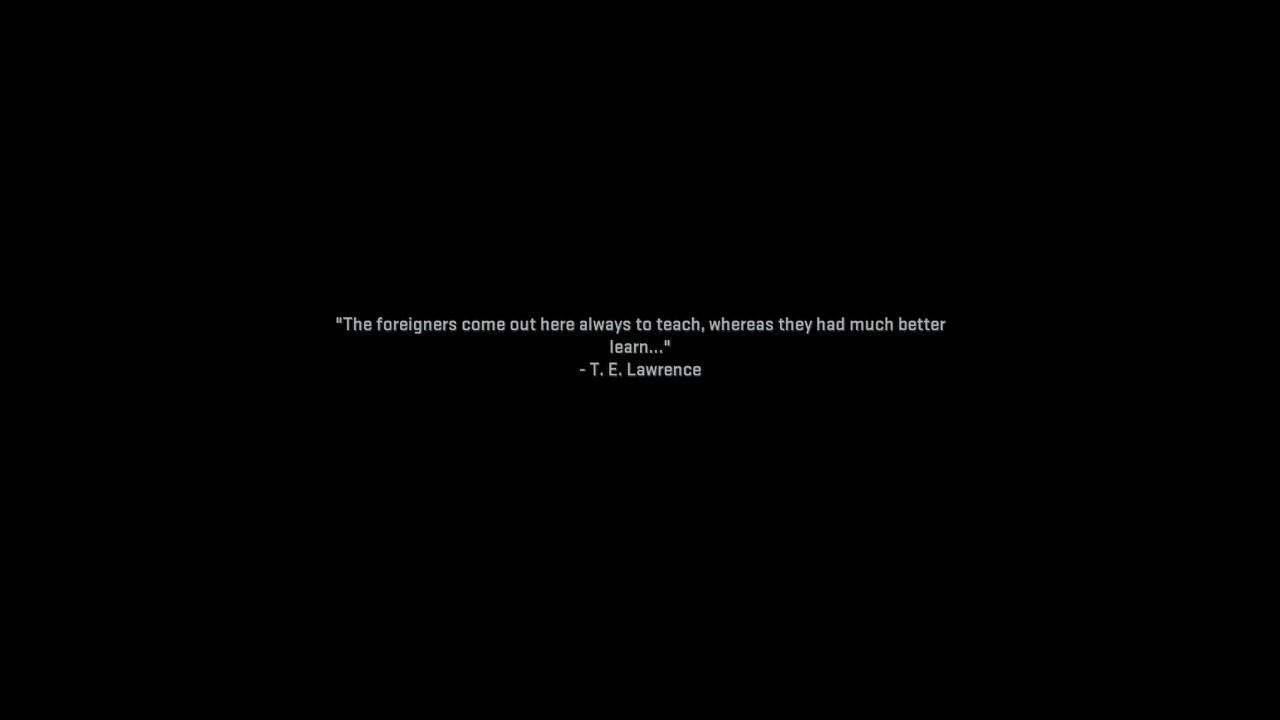 "The foreigners come out here always to teach, whereas they had much better
learn..."
- T. E. Lawrence